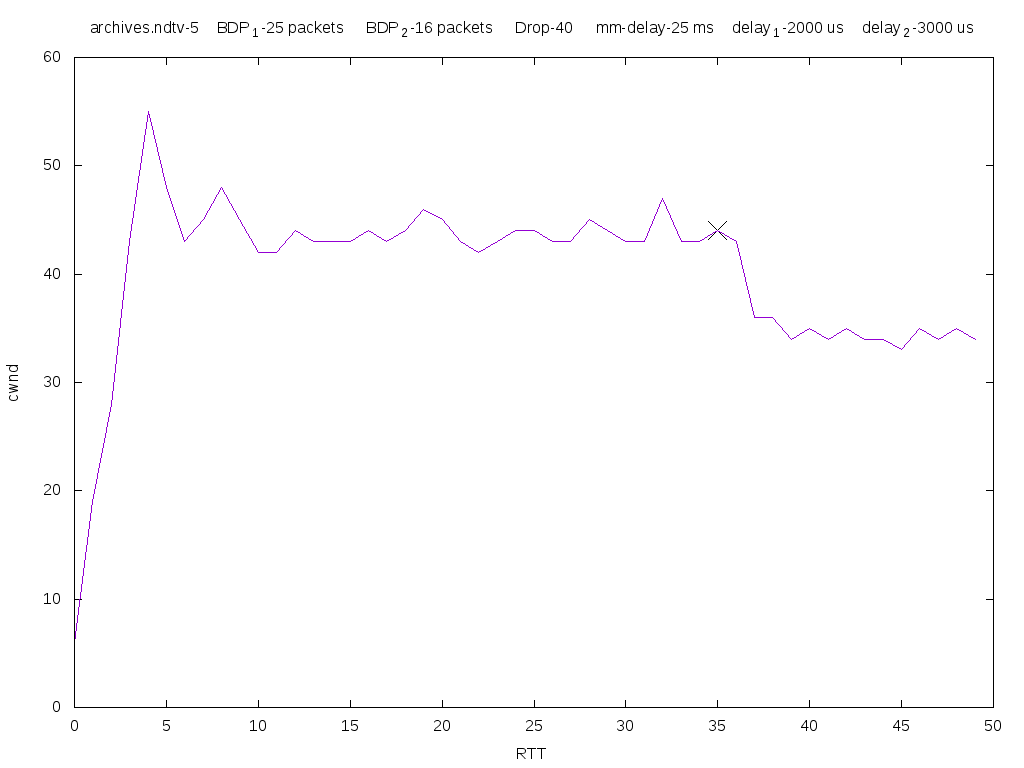 archives.ndtv-5 BDP1-25 packets BDP2-16 packets Drop-40 mm-delay-25 ms delay1-2000 us delay2-3000 us
60
50
40
30
20
10
0
cwnd
0 5 10 15 20 25 30 35 40 45 50
RTT